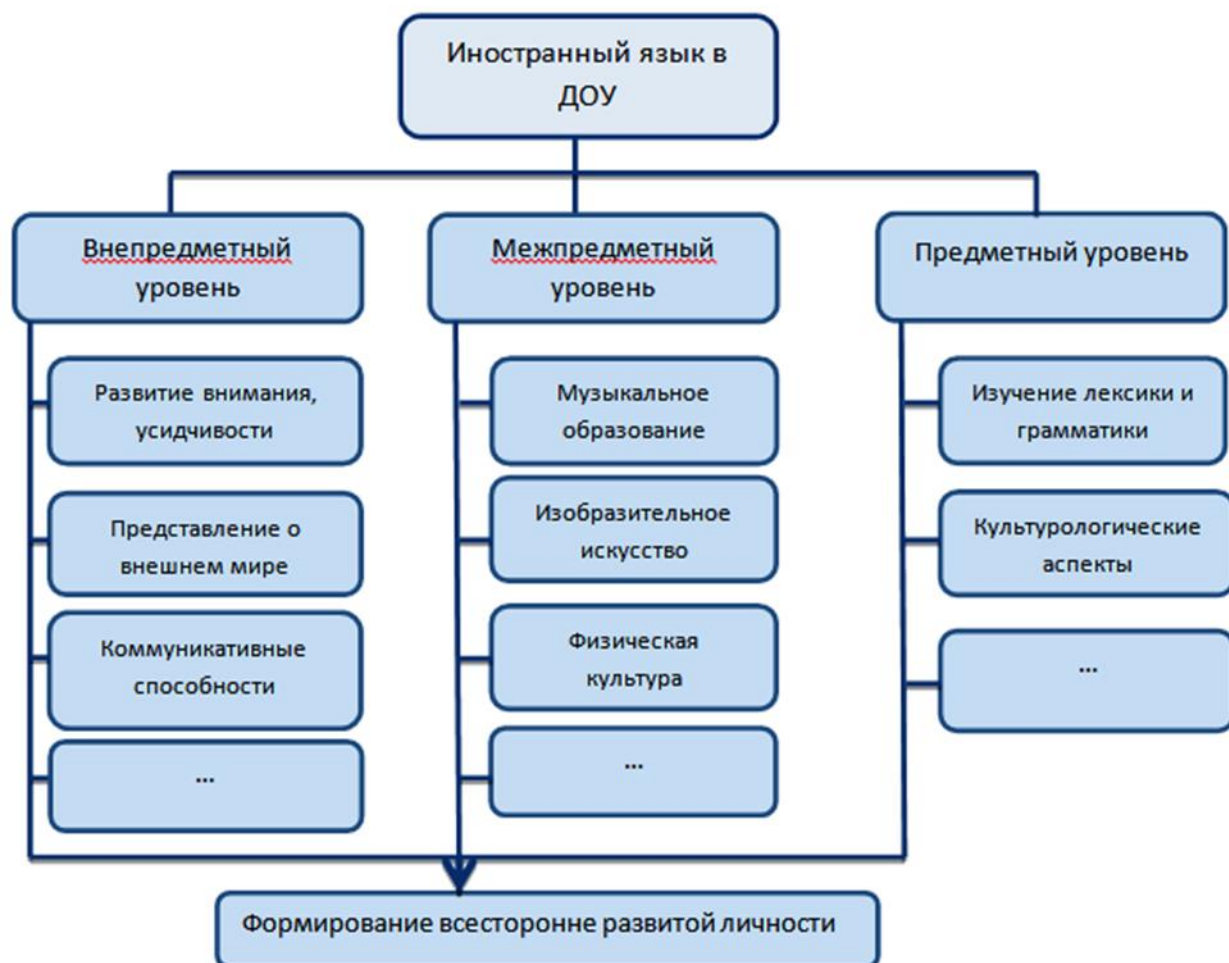 Иностранный язык в
ДОУ
Внепредметный
уровень
Межпредметный
уровень
Предметный уровень
Развитие внимания,
усидчивости
Представление о
внешнем мире
Коммуникативные
способности
...
Музыкальное
образование
Изобразительное
искусство
Физическая
культура
...
Изучение лексики и
грамматики
Культурологические
аспекты
...
Формирование всесторонне развитой личности